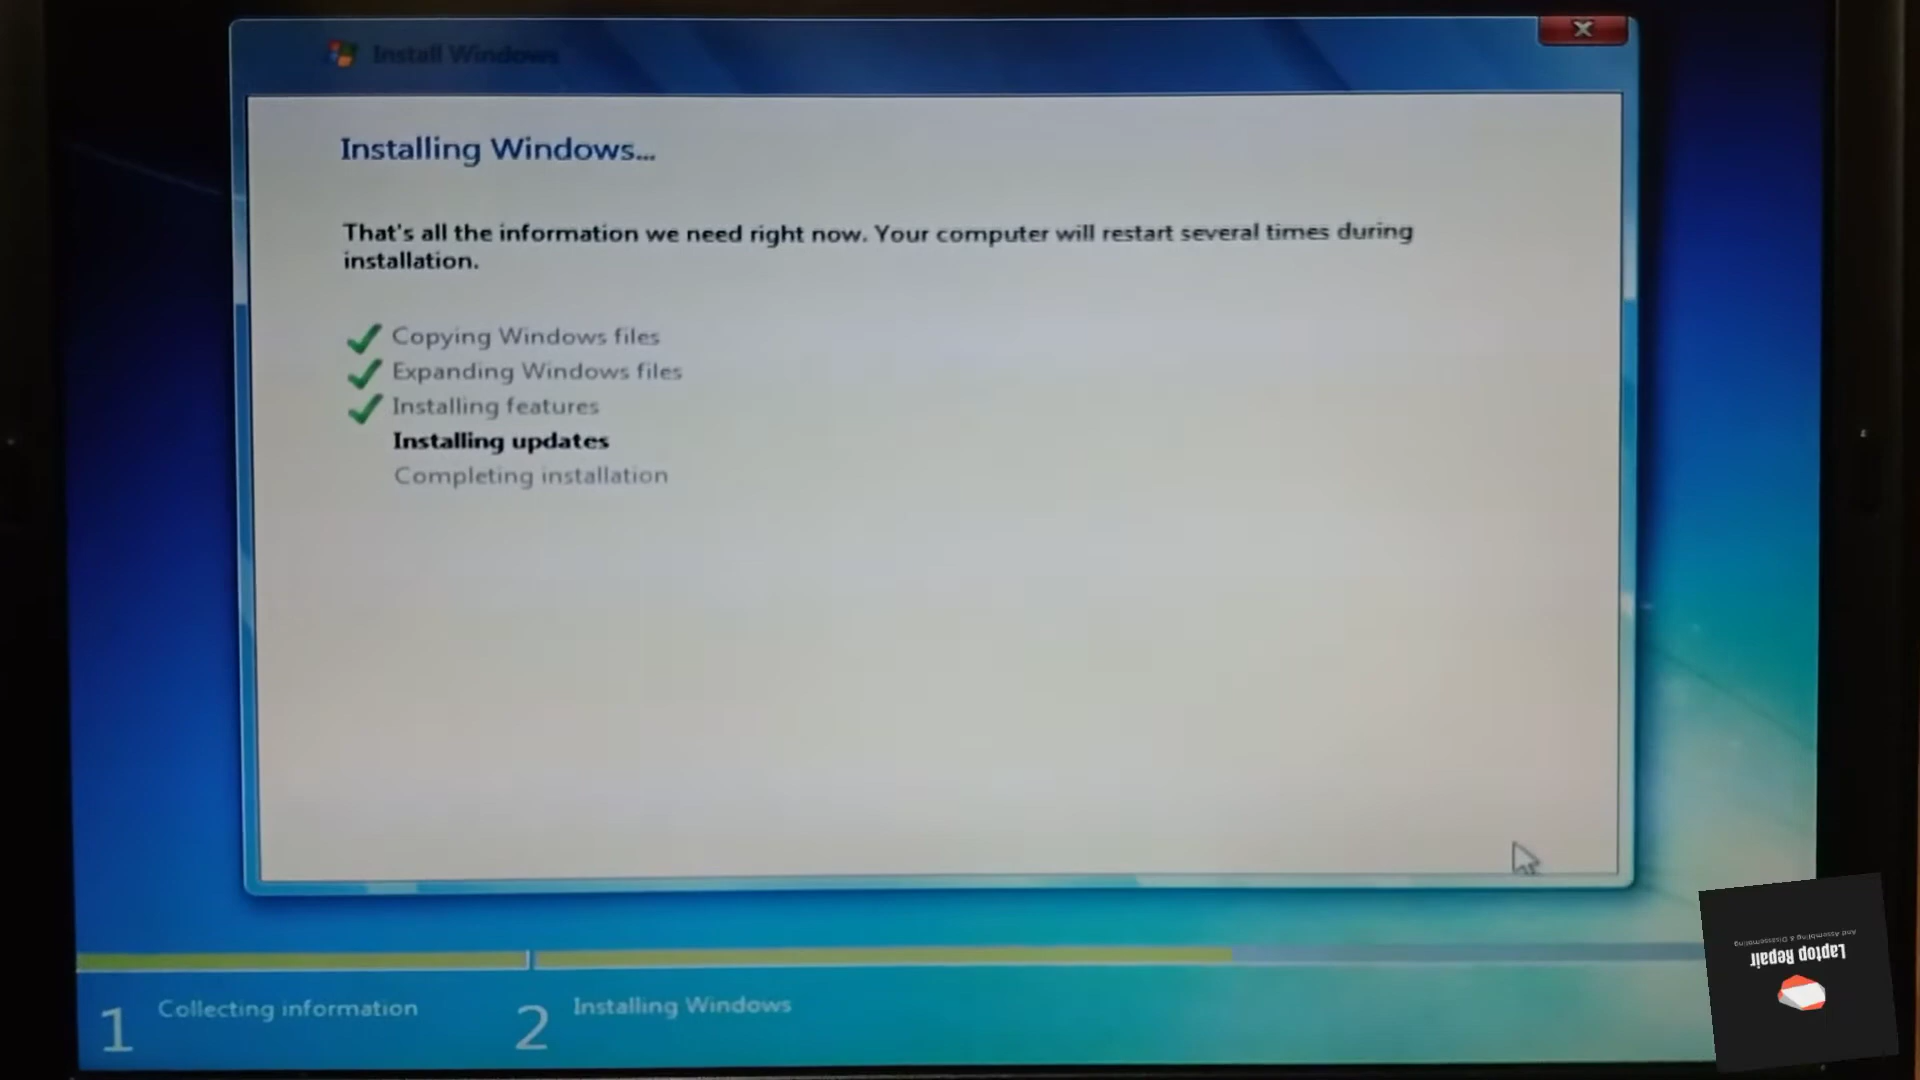 Install Windows
Installing Windows...
That's all the information we need right now. Your computer will restart several times during
installation.
Copying Windows files
Expanding Windows files
Installing features
Installing updates
Completing installation
1 Collecting information
2 Installing Windows
Laptop Repair
And Assembling & Disassembling